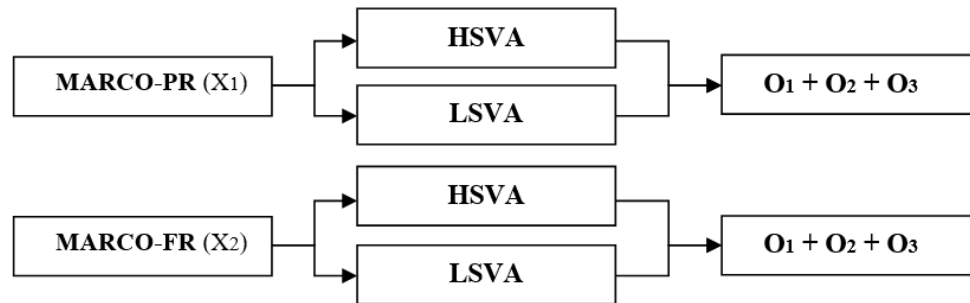 HSVA
MARCO-PR (X1)
O1 + O2 + O3
LSVA
HSVA
MARCO-FR (X2)
O1 + O2 + O3
LSVA